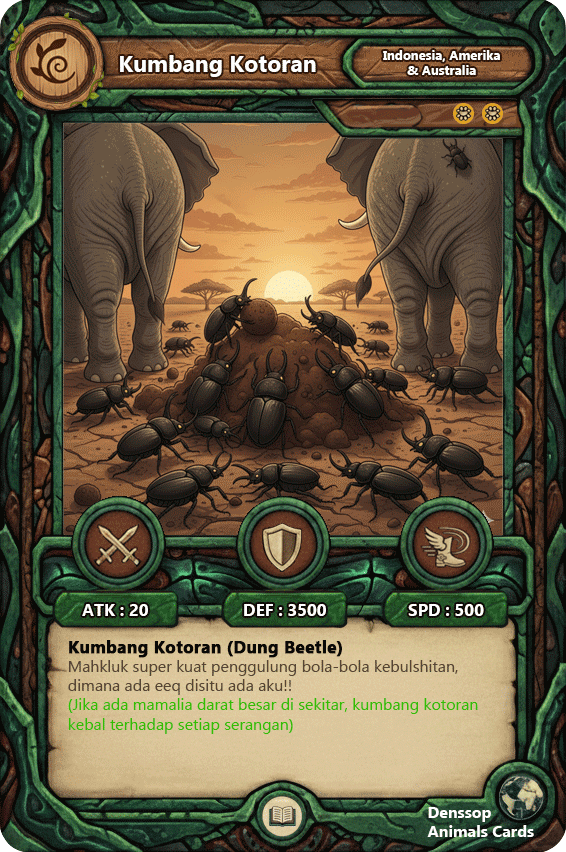 Kumbang Kotoran
Indonesia, Amerika
& Australia
ATK : 20
DEF : 3500
SPD : 500
Kumbang Kotoran (Dung Beetle)
Mahkluk super kuat penggulung bola-bola kebulshitan,
dimana ada eeq disitu ada aku!!
(Jika ada mamalia darat besar di sekitar, kumbang kotoran
kebal terhadap setiap serangan)
Denssop
Animals Cards